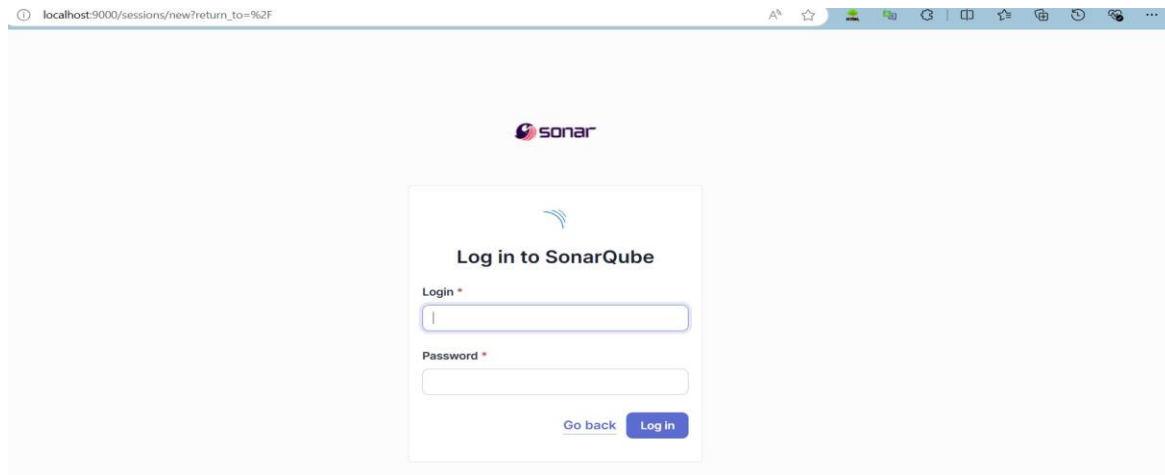 localhost:9000/sessions/new?return_to=%2F
sonar
Log in to SonarQube
Login *
Password *
Go back Log in